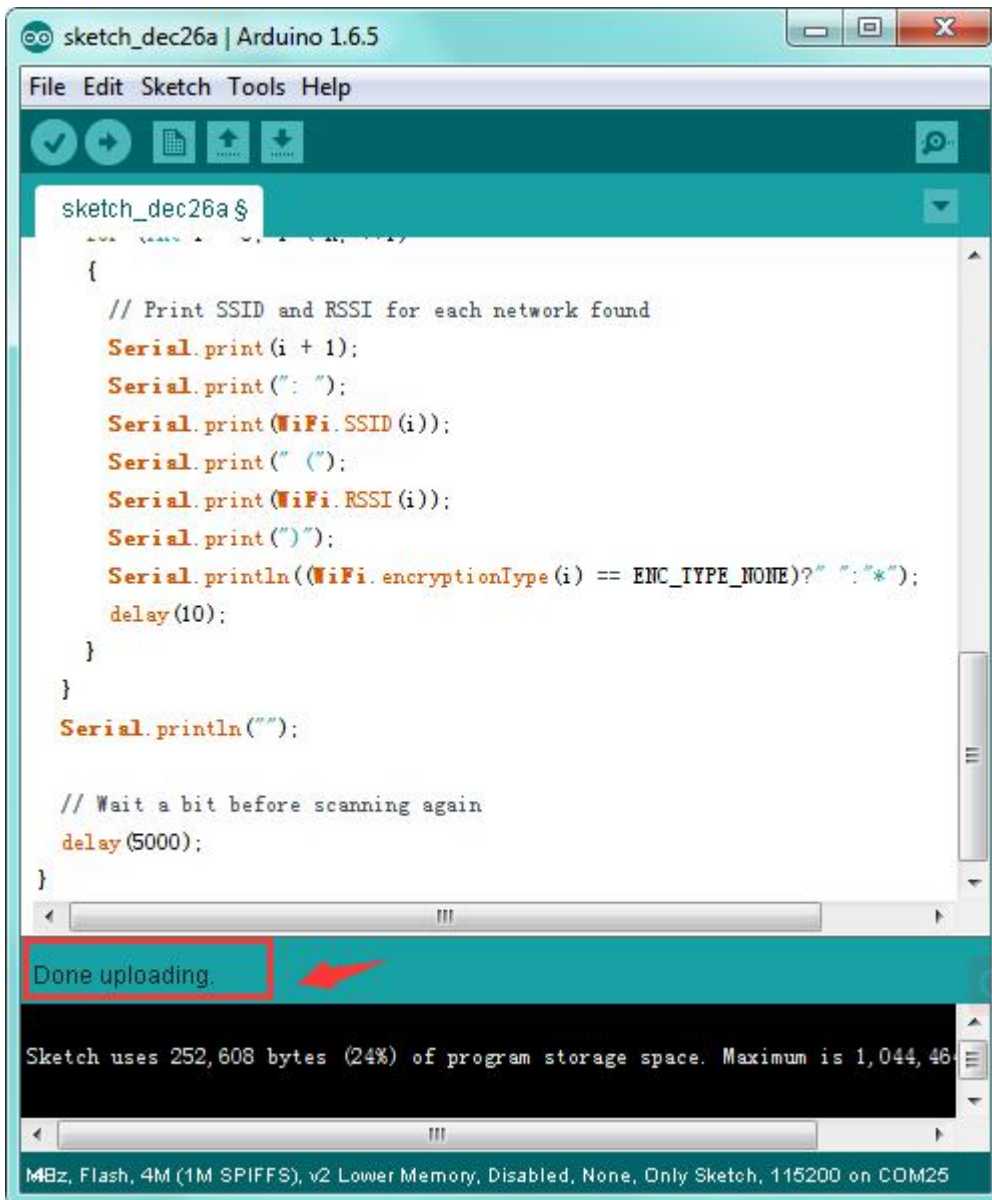 sketch_dec26a | Arduino 1.6.5
File Edit Sketch Tools Help
sketch_dec26a §
{
// Print SSID and RSSI for each network found
Serial.print(i + 1);
Serial.print(": ");
Serial.print(WiFi.SSID(i));
Serial.print(" (");
Serial.print(WiFi.RSSI(i));
Serial.print(")");
Serial.println((WiFi.encryptionType(i) == ENC_TYPE_NONE)?" ":"*");
delay(10);
}
}
Serial.println("");
// Wait a bit before scanning again
delay(5000);
}
Done uploading.
Sketch uses 252,608 bytes (24%) of program storage space. Maximum is 1,044,46
Flash, 4M (1M SPIFFS), v2 Lower Memory, Disabled, None, Only Sketch, 115200 on COM25